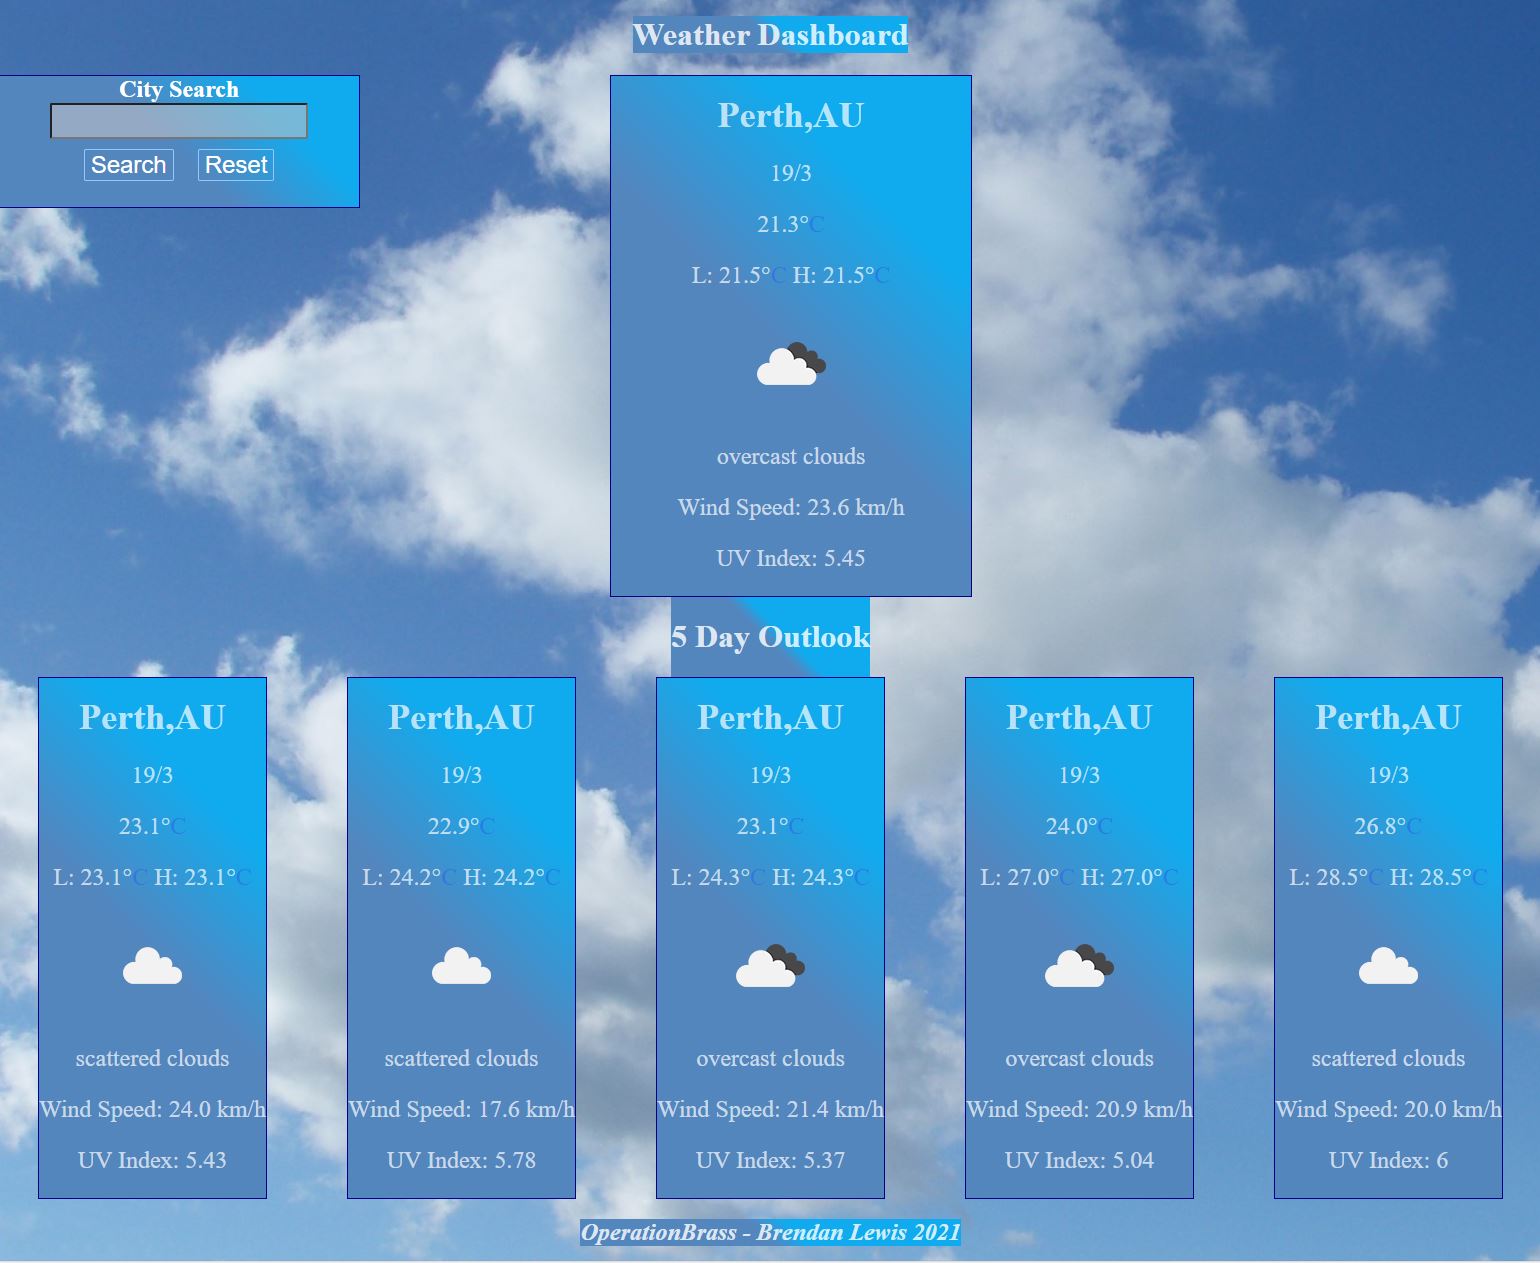 Weather Dashboard
City Search
Search Reset
Perth,AU
19/3
21.3°C
L: 21.5°C H: 21.5°C
overcast clouds
Wind Speed: 23.6 km/h
UV Index: 5.45
5 Day Outlook
Perth,AU
19/3
23.1°C
L: 23.1°C H: 23.1°C
scattered clouds
Wind Speed: 24.0 km/h
UV Index: 5.43
Perth,AU
19/3
22.9°C
L: 24.2°C H: 24.2°C
scattered clouds
Wind Speed: 17.6 km/h
UV Index: 5.78
Perth,AU
19/3
23.1°C
L: 24.3°C H: 24.3°C
overcast clouds
Wind Speed: 21.4 km/h
UV Index: 5.37
Perth,AU
19/3
24.0°C
L: 27.0°C H: 27.0°C
overcast clouds
Wind Speed: 20.9 km/h
UV Index: 5.04
Perth,AU
19/3
26.8°C
L: 28.5°C H: 28.5°C
scattered clouds
Wind Speed: 20.0 km/h
UV Index: 6
OperationBrass - Brendan Lewis 2021